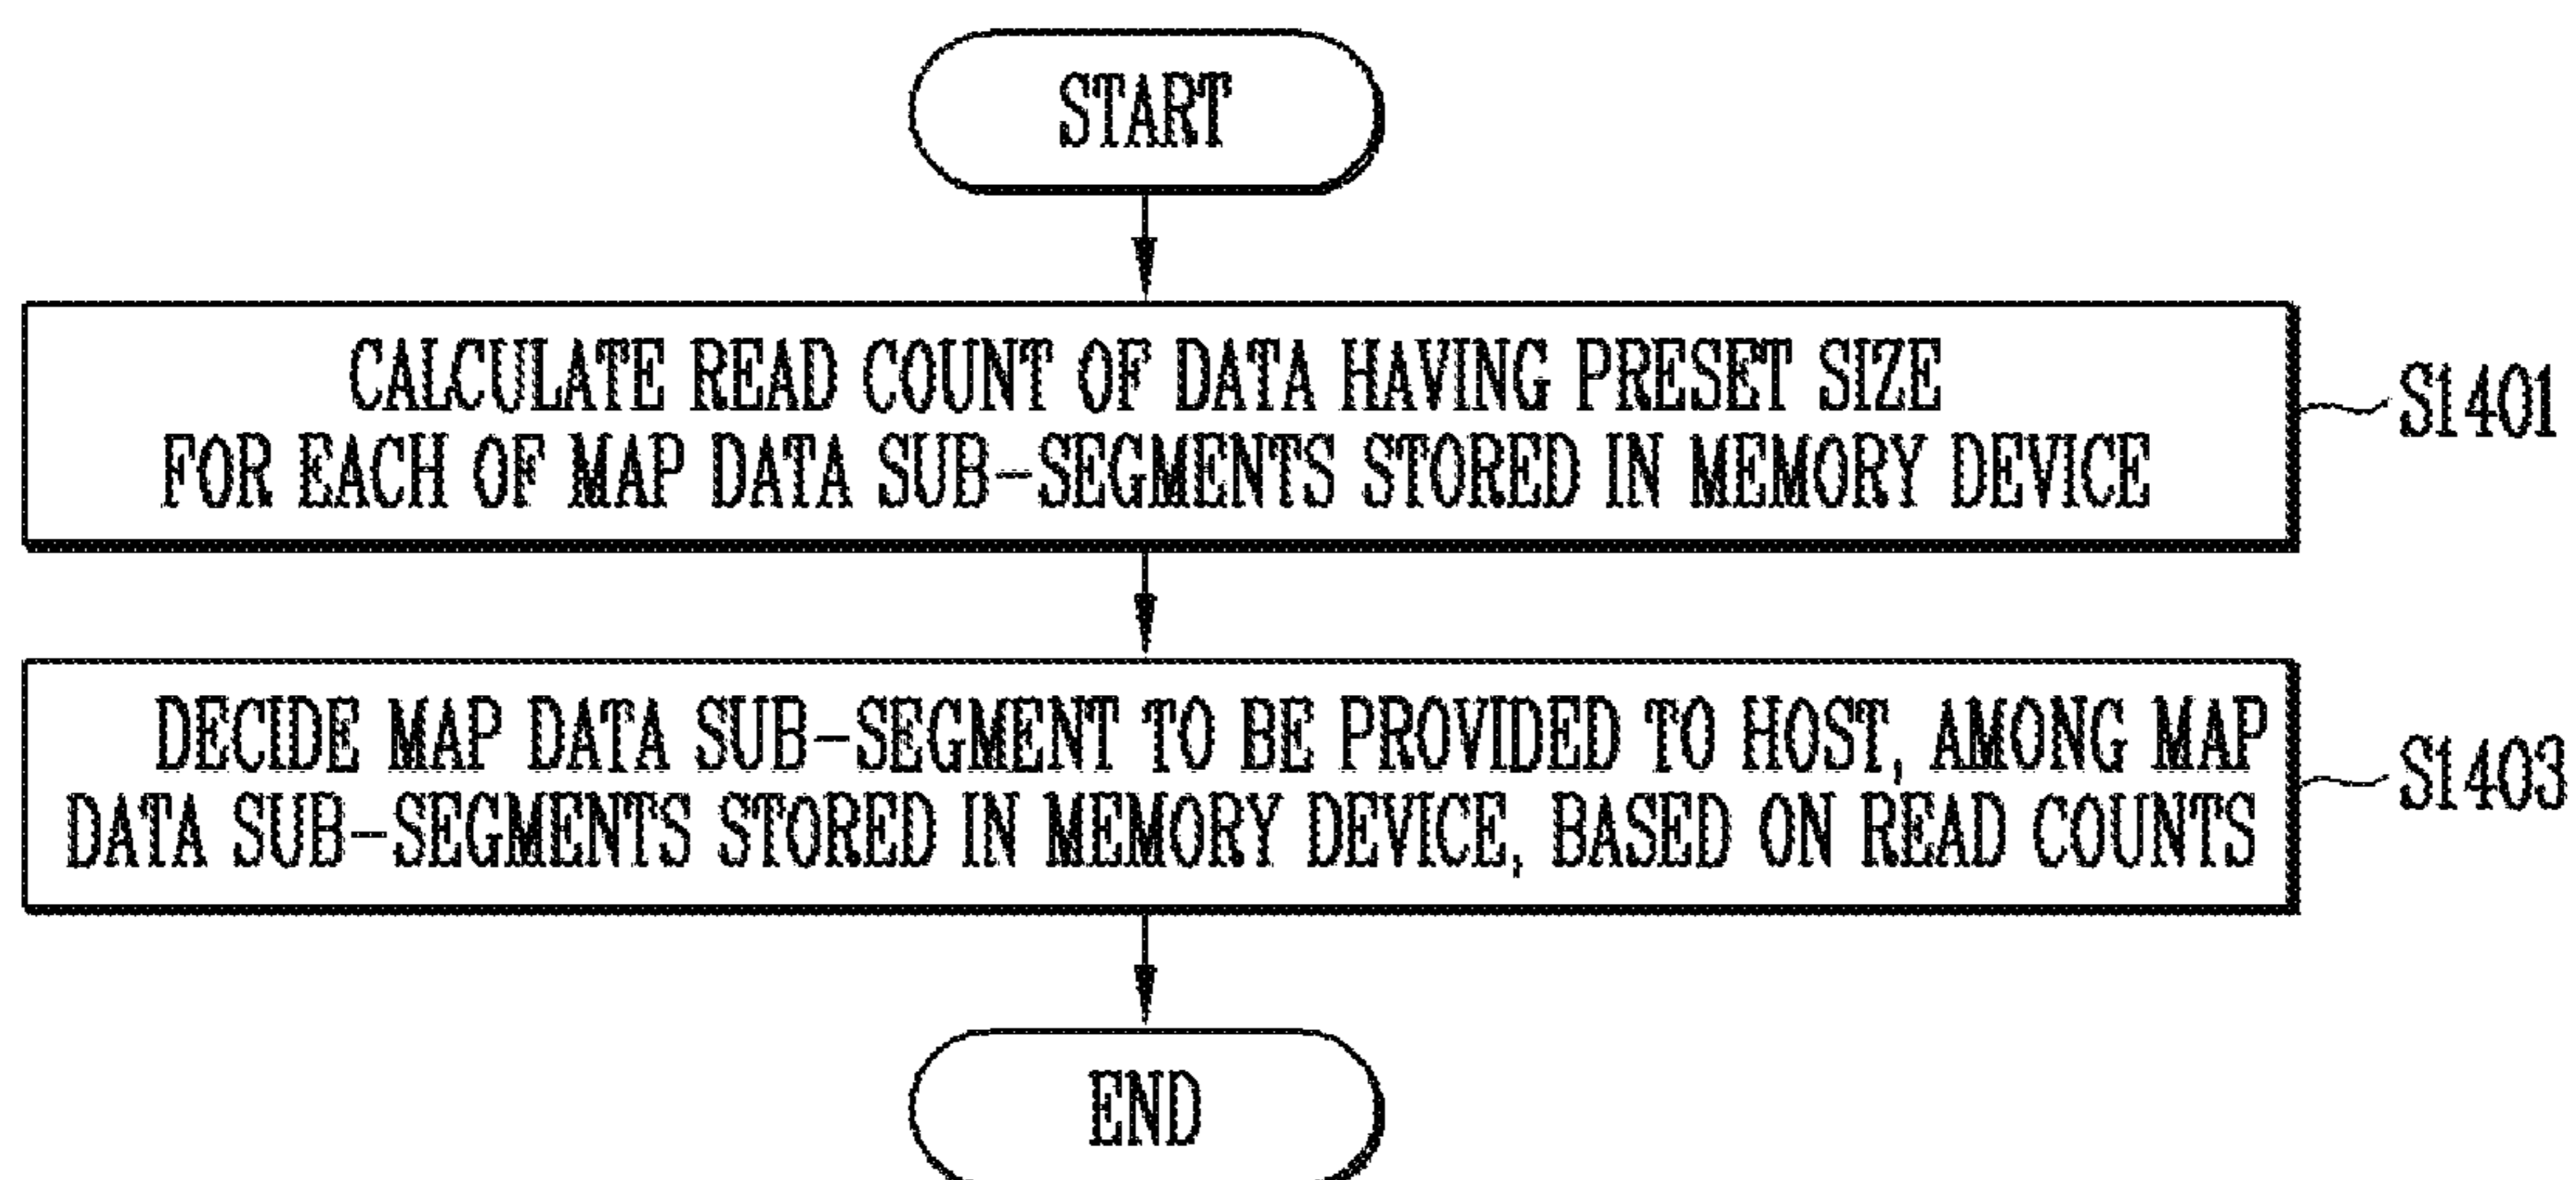 START
CALCULATE READ COUNT OF DATA HAVING PRESET SIZE
FOR EACH OF MAP DATA SUB-SEGMENTS STORED IN MEMORY DEVICE
S1401
DECIDE MAP DATA SUB-SEGMENT TO BE PROVIDED TO HOST, AMONG MAP
DATA SUB-SEGMENTS STORED IN MEMORY DEVICE, BASED ON READ COUNTS
S1403
END